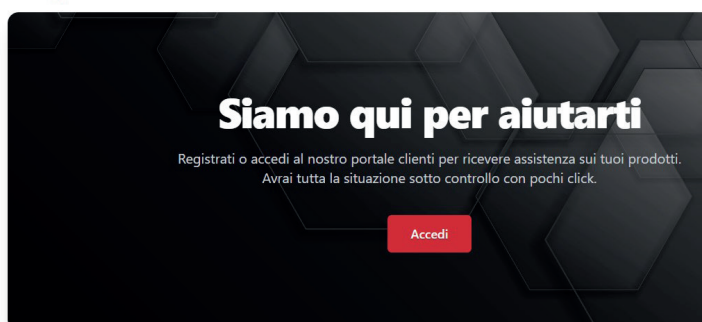 Siamo qui per aiutarti
Registrati o accedi al nostro portale clienti per ricevere assistenza sui tuoi prodotti.
Avrai tutta la situazione sotto controllo con pochi click.
Accedi